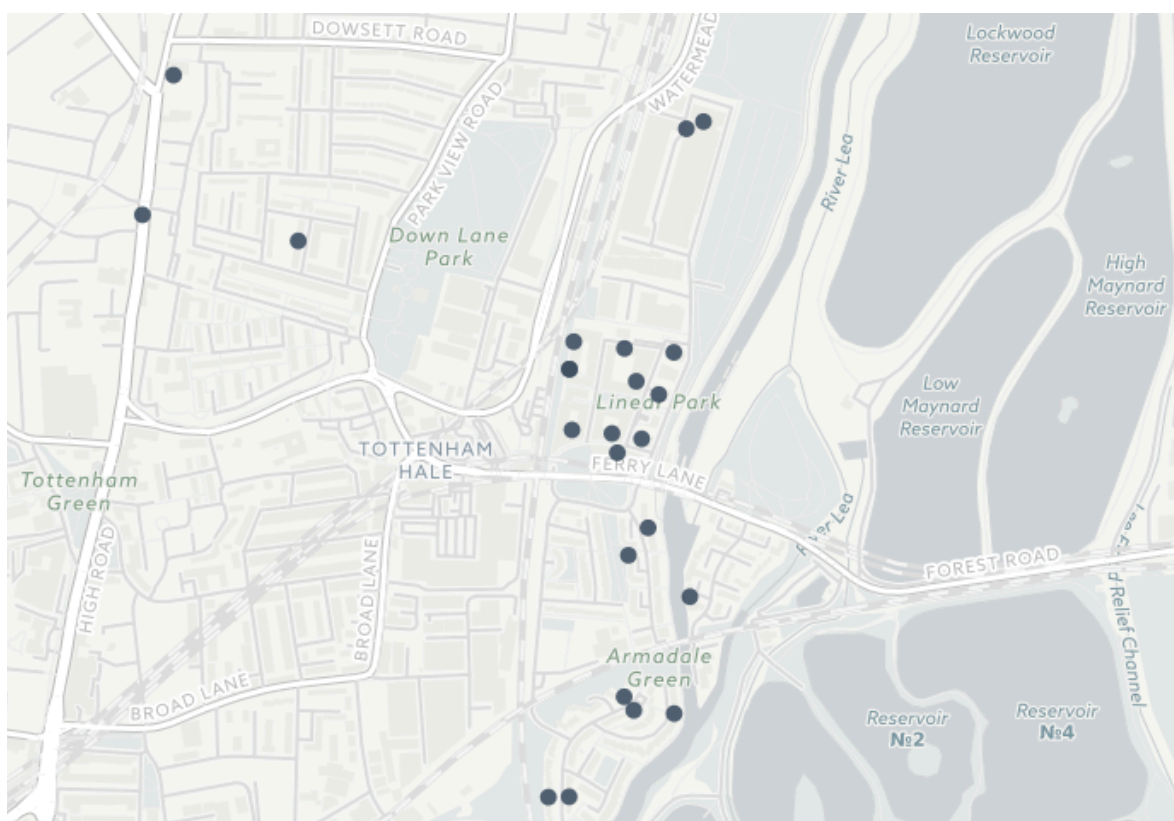 DOWSETT ROAD
Lockwood
Reservoir
WATERMEAD
PARK VIEW ROAD
River Lea
Down Lane
Park
High
Maynard
Reservoir
Low
Maynard
Reservoir
Linear Park
TOTTENHAM
HALE
FERRY LANE
Tottenham
Green
River Lea
HIGH ROAD
BROAD LANE
FOREST ROAD
d Relief Channel
Armadale
Green
BROAD LANE
Reservoir
№2
Reservoir
№4